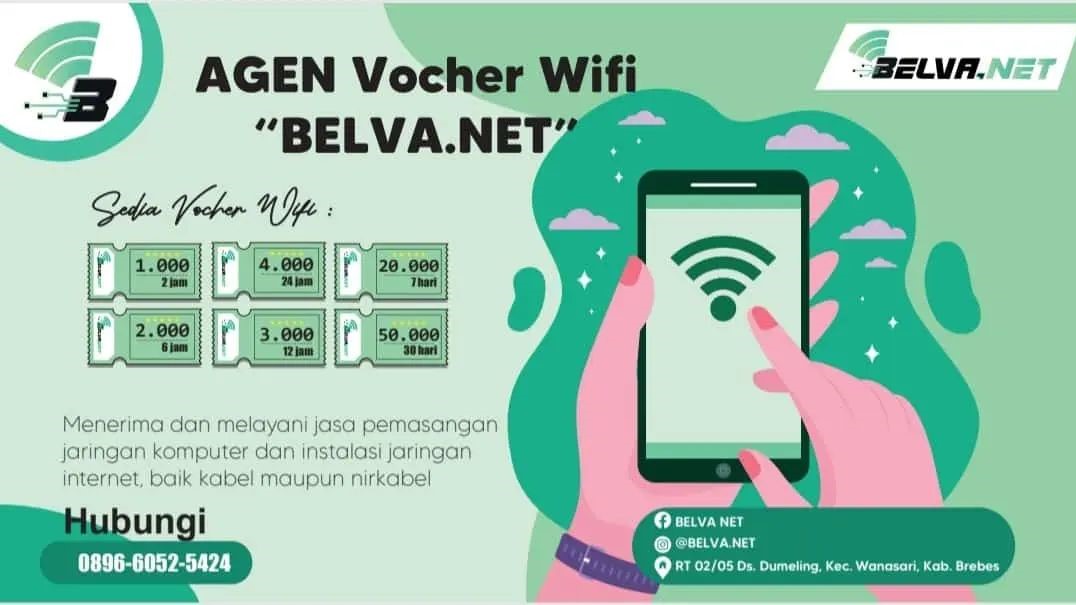 B
BELVA.NET
AGEN Vocher Wifi
“BELVA.NET”
Sedia Vocher Wifi :
1.000
2 jam
4.000
24 jam
20.000
7 hari
2.000
6 jam
3.000
12 jam
50.000
30 hari
Menerima dan melayani jasa pemasangan
jaringan komputer dan instalasi jaringan
internet, baik kabel maupun nirkabel
Hubungi
0896-6052-5424
BELVA NET
@BELVA.NET
RT 02/05 Ds. Dumeling, Kec. Wanasari, Kab. Brebes